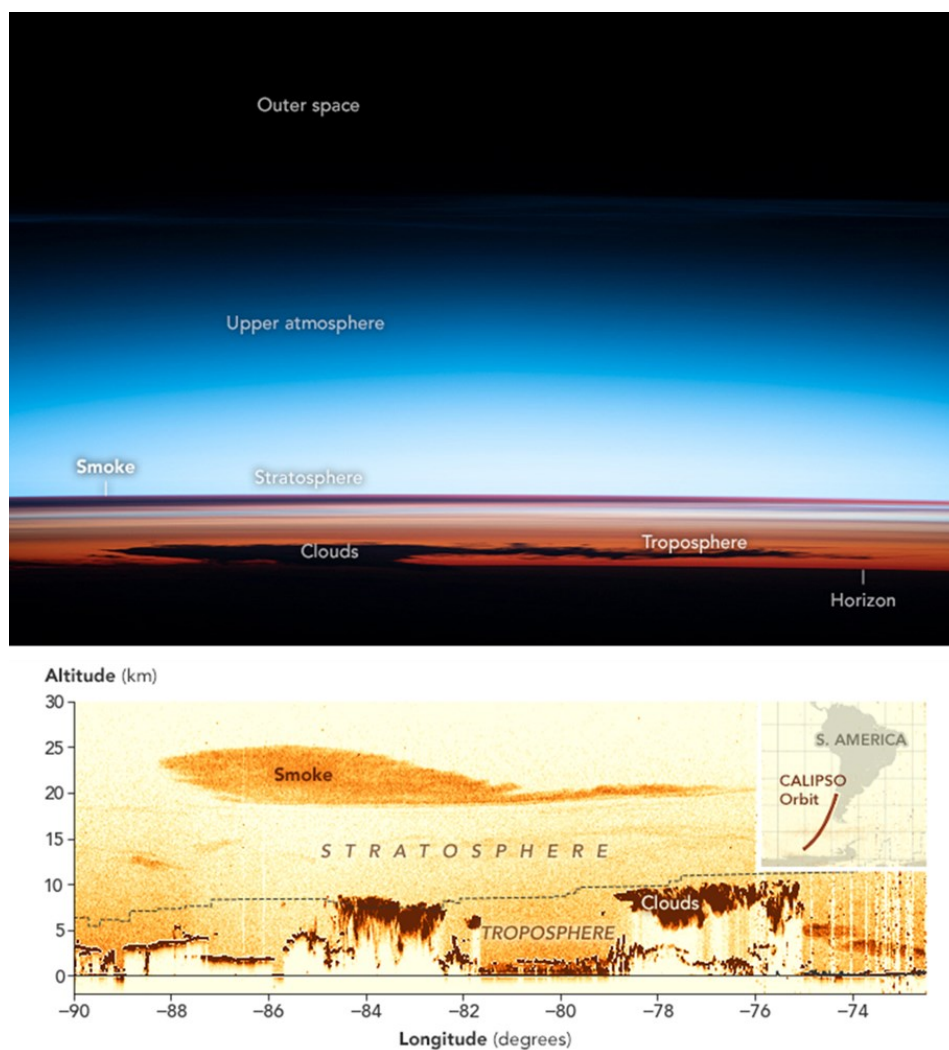 Outer space
Upper atmosphere
Smoke
Stratosphere
Clouds
Troposphere
Horizon
Altitude (km)
30
25
20
15
10
5
0
Smoke
S. AMERICA
CALIPSO
Orbit
STRATOSPHERE
Clouds
TROPOSPHERE
–90
–88
–86
–84
–82
–80
–78
–76
–74
Longitude (degrees)